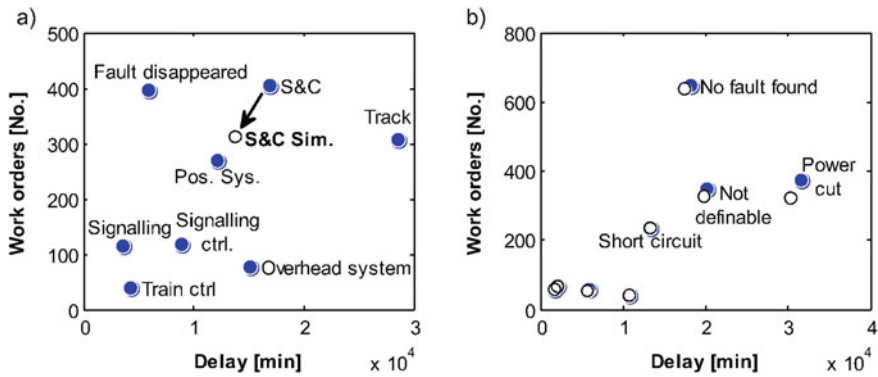 a)
500
400
300
200
100
0
Work orders [No.]
Fault disappeared
S&C
Track
S&C Sim.
Pos. Sys.
Signalling
Signalling
ctrl.
Overhead system
Train ctrl
0
1
2
3
Delay [min]
x 10^4
b)
800
600
400
200
0
Work orders [No.]
No fault found
Power
cut
Not
definable
Short circuit
0
1
2
3
4
Delay [min]
x 10^4